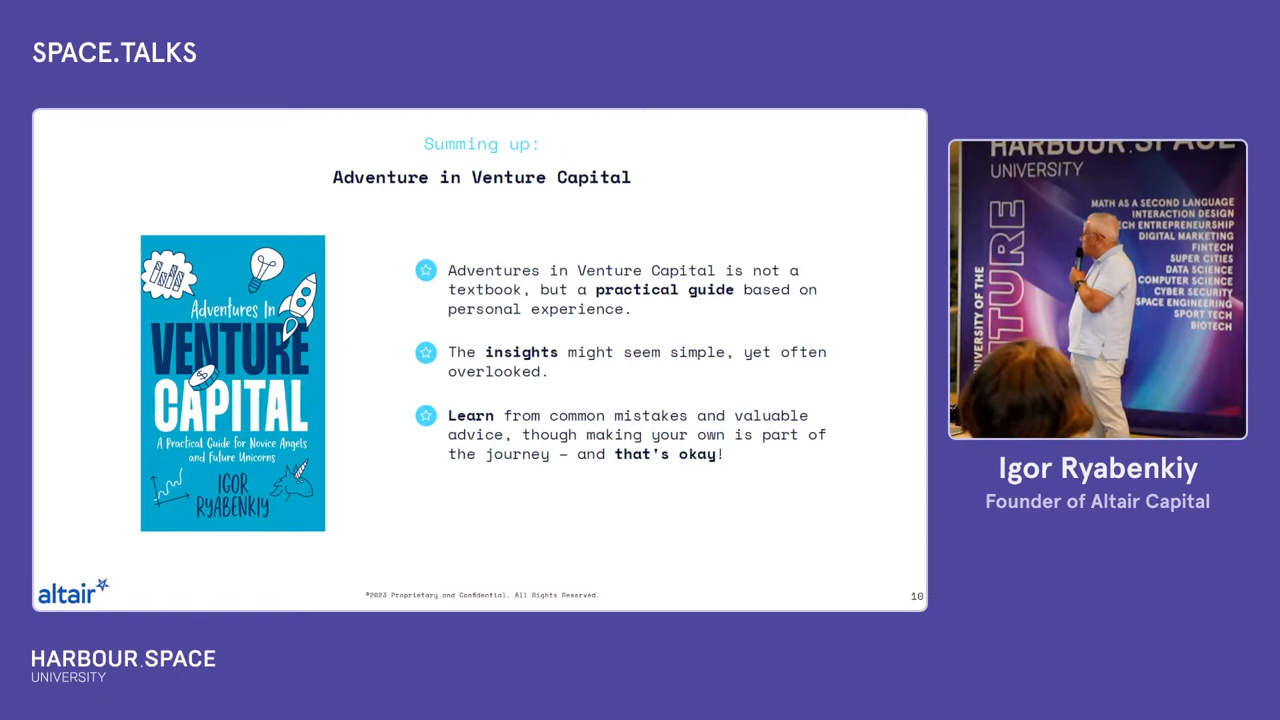 SPACE.TALKS
Summing up:
Adventure in Venture Capital
Adventures In
VENTURE
CAPITAL
A Practical Guide for Novice Angels
and Future Unicorns
IGOR
RYABENKIY
Adventures in Venture Capital is not a
textbook, but a practical guide based on
personal experience.
The insights might seem simple, yet often
overlooked.
Learn from common mistakes and valuable
advice, though making your own is part of
the journey – and that's okay!
altair
©2023 Proprietary and Confidential. All Rights Reserved.
10
HARBOUR.SPACE
UNIVERSITY
MATH AS A SECOND LANGUAGE
INTERACTION DESIGN
TECH ENTREPRENEURSHIP
DIGITAL MARKETING
FINTECH
SUPER CITIES
DATA SCIENCE
COMPUTER SCIENCE
CYBER SECURITY
SPACE ENGINEERING
SPORT TECH
BIOTECH
UNIVERSITY OF THE
Igor Ryabenkiy
Founder of Altair Capital
HARBOUR.SPACE
UNIVERSITY